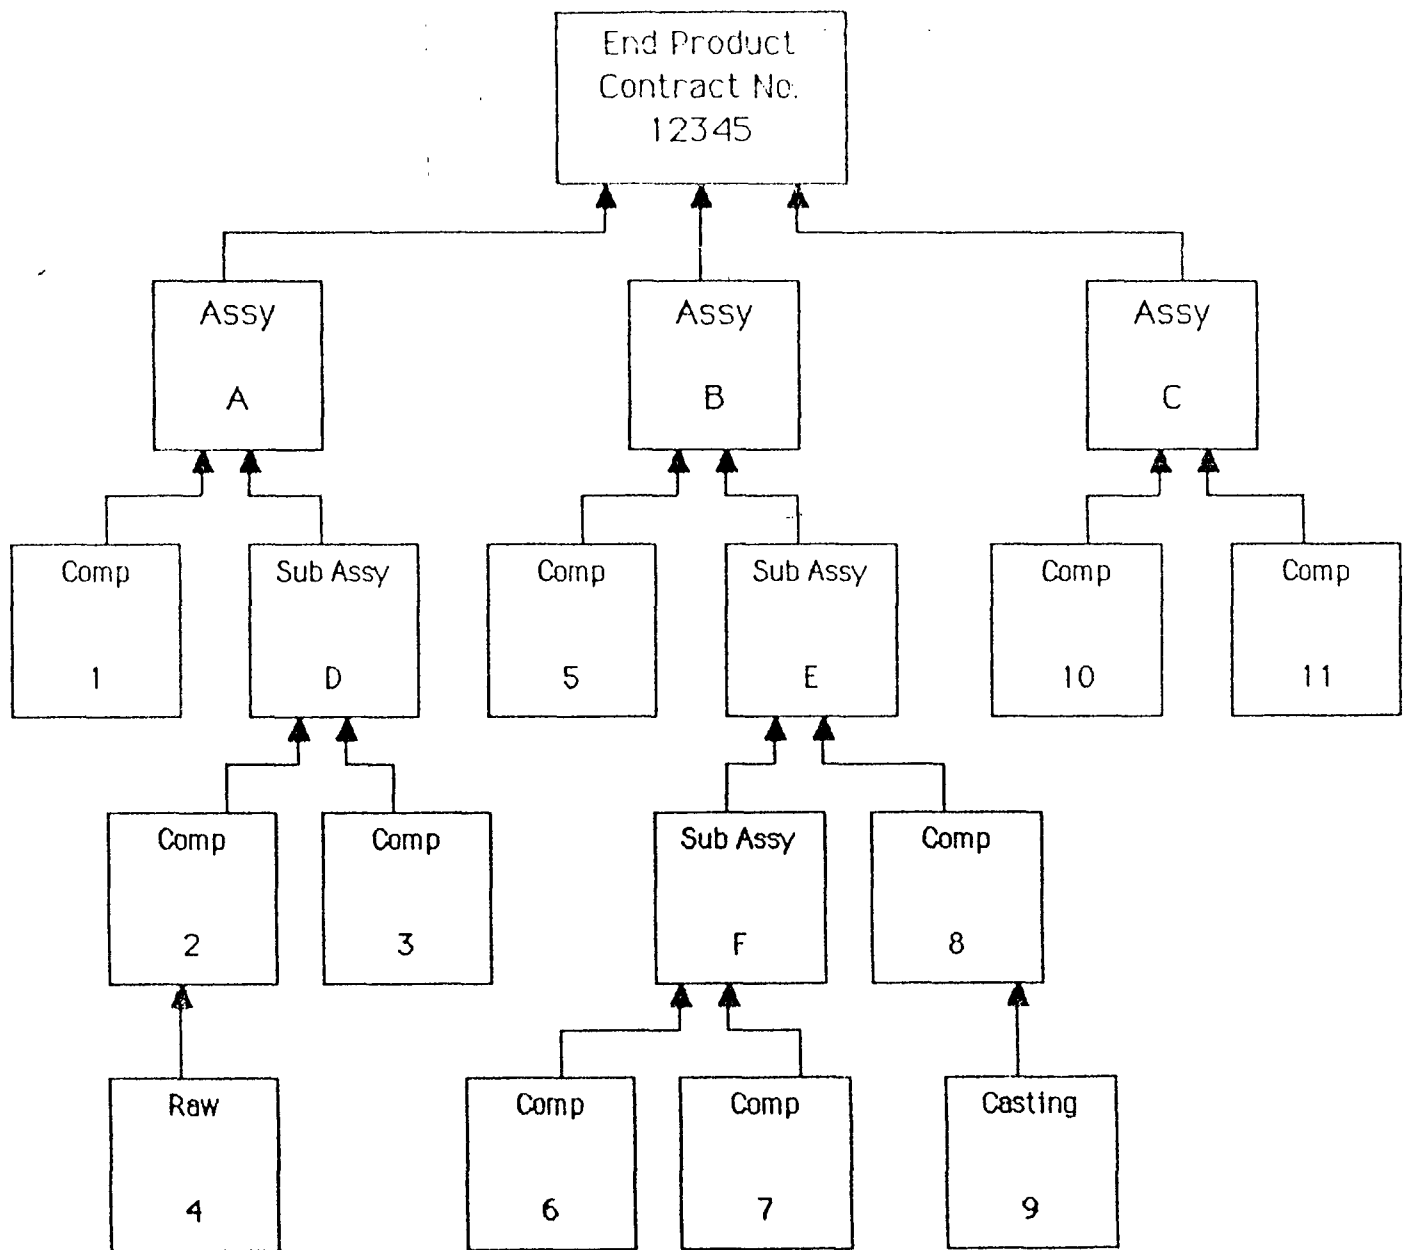 End Product
Contract No.
12345
Assy
A
Assy
B
Assy
C
Comp
1
Sub Assy
D
Comp
5
Sub Assy
E
Comp
10
Comp
11
Comp
2
Comp
3
Sub Assy
F
Comp
8
Raw
4
Comp
6
Comp
7
Casting
9